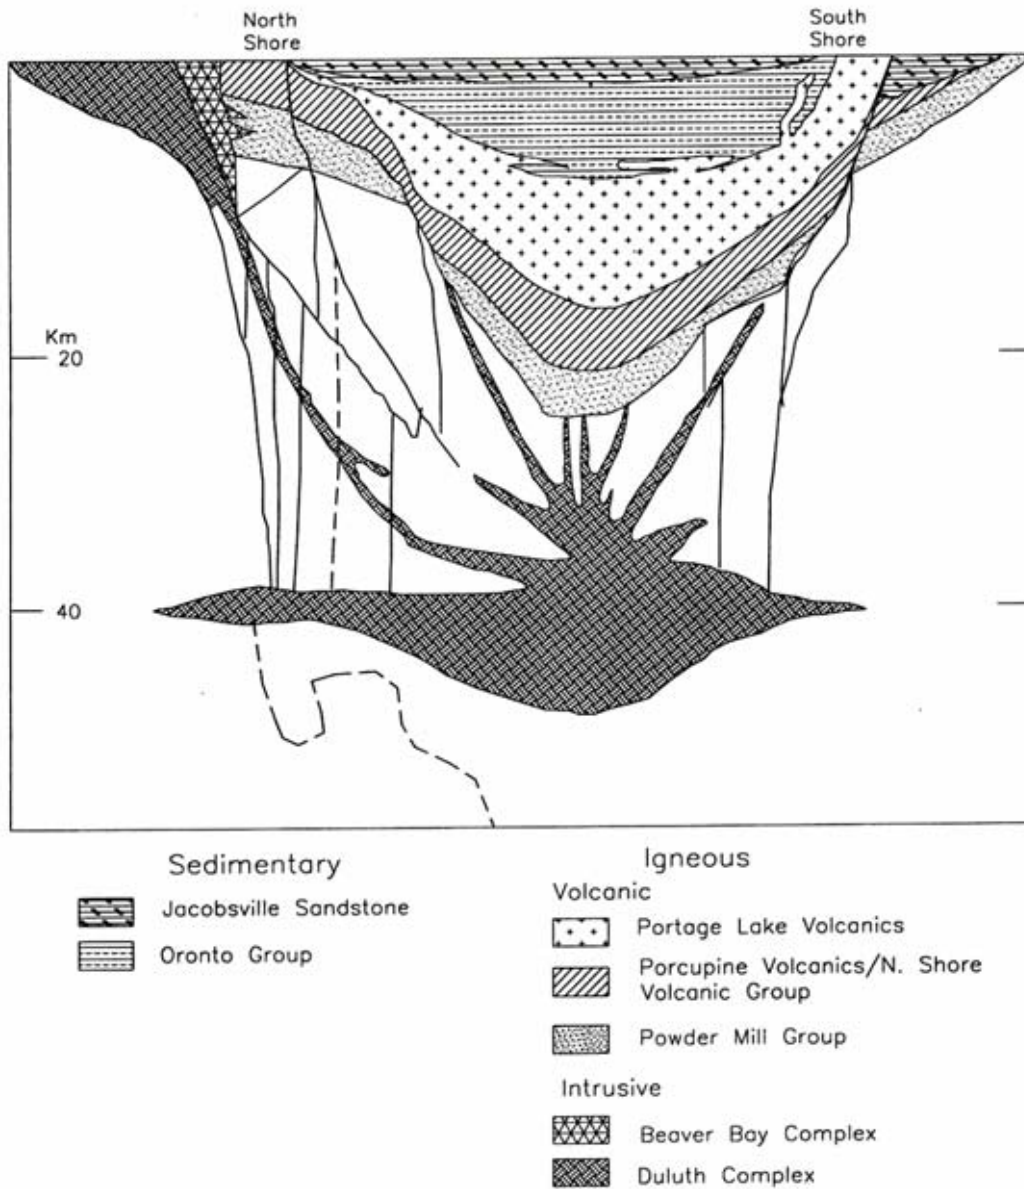 North
Shore
South
Shore
Km
20
40
Sedimentary
Jacobsville Sandstone
Oronto Group
Igneous
Volcanic
Portage Lake Volcanics
Porcupine Volcanics/N. Shore
Volcanic Group
Powder Mill Group
Intrusive
Beaver Bay Complex
Duluth Complex